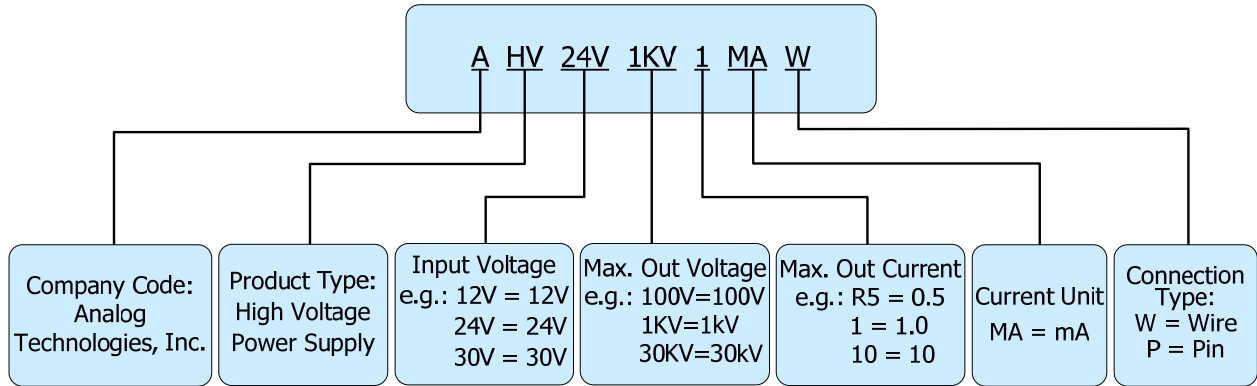 A HV 24V 1KV 1 MA W
Company Code:
Analog
Technologies, Inc.
Product Type:
High Voltage
Power Supply
Input Voltage
e.g.: 12V = 12V
24V = 24V
30V = 30V
Max. Out Voltage
e.g.: 100V=100V
1KV=1kV
30KV=30kV
Max. Out Current
e.g.: R5 = 0.5
1 = 1.0
10 = 10
Current Unit
MA = mA
Connection
Type:
W = Wire
P = Pin